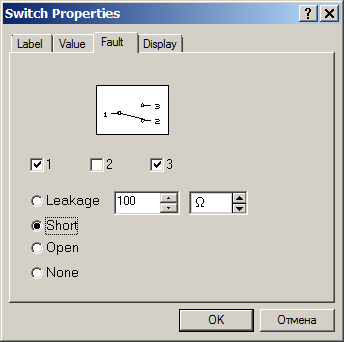 Switch Properties
Label Value Fault Display
3
1
2
1 2 3
Leakage 100 Ω
Short
Open
None
OK Отмена